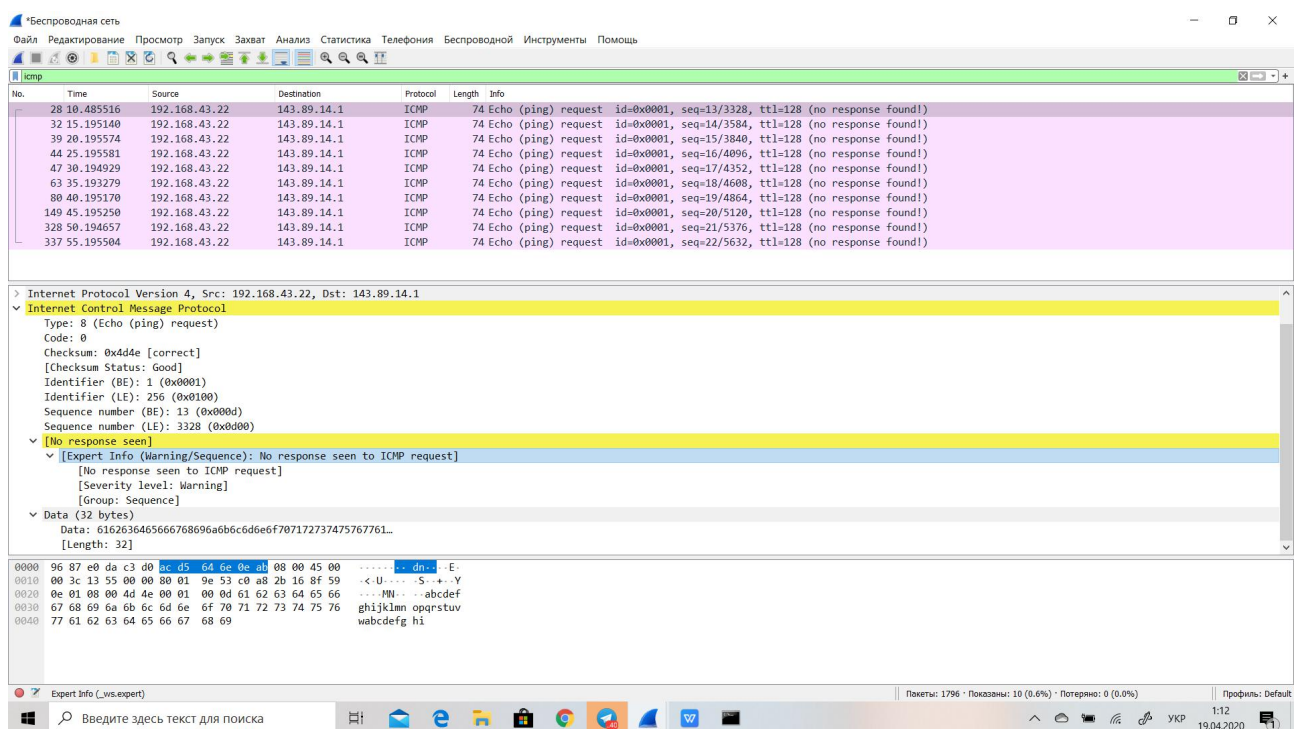 *Беспроводная сеть
Файл Редактирование Просмотр Запуск Захват Анализ Статистика Телефония Беспроводной Инструменты Помощь
icmp
No. Time Source Destination Protocol Length Info
28 10.485516 192.168.43.22 143.89.14.1 ICMP 74 Echo (ping) request id=0x0001, seq=13/3328, ttl=128 (no response found!)
32 15.195140 192.168.43.22 143.89.14.1 ICMP 74 Echo (ping) request id=0x0001, seq=14/3584, ttl=128 (no response found!)
39 20.195574 192.168.43.22 143.89.14.1 ICMP 74 Echo (ping) request id=0x0001, seq=15/3840, ttl=128 (no response found!)
44 25.195581 192.168.43.22 143.89.14.1 ICMP 74 Echo (ping) request id=0x0001, seq=16/4096, ttl=128 (no response found!)
47 30.194929 192.168.43.22 143.89.14.1 ICMP 74 Echo (ping) request id=0x0001, seq=17/4352, ttl=128 (no response found!)
63 35.193279 192.168.43.22 143.89.14.1 ICMP 74 Echo (ping) request id=0x0001, seq=18/4608, ttl=128 (no response found!)
80 40.195170 192.168.43.22 143.89.14.1 ICMP 74 Echo (ping) request id=0x0001, seq=19/4864, ttl=128 (no response found!)
149 45.195250 192.168.43.22 143.89.14.1 ICMP 74 Echo (ping) request id=0x0001, seq=20/5120, ttl=128 (no response found!)
328 50.194657 192.168.43.22 143.89.14.1 ICMP 74 Echo (ping) request id=0x0001, seq=21/5376, ttl=128 (no response found!)
337 55.195504 192.168.43.22 143.89.14.1 ICMP 74 Echo (ping) request id=0x0001, seq=22/5632, ttl=128 (no response found!)
Internet Protocol Version 4, Src: 192.168.43.22, Dst: 143.89.14.1
Internet Control Message Protocol
Type: 8 (Echo (ping) request)
Code: 0
Checksum: 0x4d4e [correct]
[Checksum Status: Good]
Identifier (BE): 1 (0x0001)
Identifier (LE): 256 (0x0100)
Sequence number (BE): 13 (0x000d)
Sequence number (LE): 3328 (0x0d00)
[No response seen]
[Expert Info (Warning/Sequence): No response seen to ICMP request]
[No response seen to ICMP request]
[Severity level: Warning]
[Group: Sequence]
Data (32 bytes)
Data: 6162636465666768696a6b6c6d6e6f707172737475767761…
[Length: 32]
0000 96 87 e0 da c3 d0 ac d5 64 6e 0e ab 08 00 45 00 ········ dn····E·
0010 00 3c 13 55 00 00 80 01 9e 53 c0 a8 2b 16 8f 59 ·<·U···· ·S··+··Y
0020 0e 01 08 00 4d 4e 00 01 00 0d 61 62 63 64 65 66 ····MN·· ··abcdef
0030 67 68 69 6a 6b 6c 6d 6e 6f 70 71 72 73 74 75 76 ghijklmn opqrstuv
0040 77 61 62 63 64 65 66 67 68 69 wabcdefg hi
Expert Info (_ws.expert) Пакеты: 1796 · Показаны: 10 (0.6%) · Потеряно: 0 (0.0%) Профиль: Default
Введите здесь текст для поиска
УКР
1:12
19.04.2020